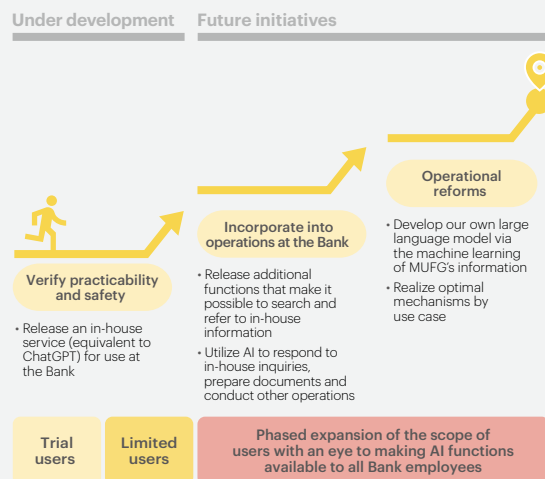 Under development
Future initiatives
Verify practicability
and safety
• Release an in-house
service (equivalent to
ChatGPT) for use at
the Bank
Incorporate into
operations at the Bank
• Release additional
functions that make it
possible to search and
refer to in-house
information
• Utilize AI to respond to
in-house inquiries,
prepare documents and
conduct other operations
Operational
reforms
• Develop our own large
language model via
the machine learning
of MUFG's information
• Realize optimal
mechanisms by
use case
Trial
users
Limited
users
Phased expansion of the scope of
users with an eye to making AI functions
available to all Bank employees